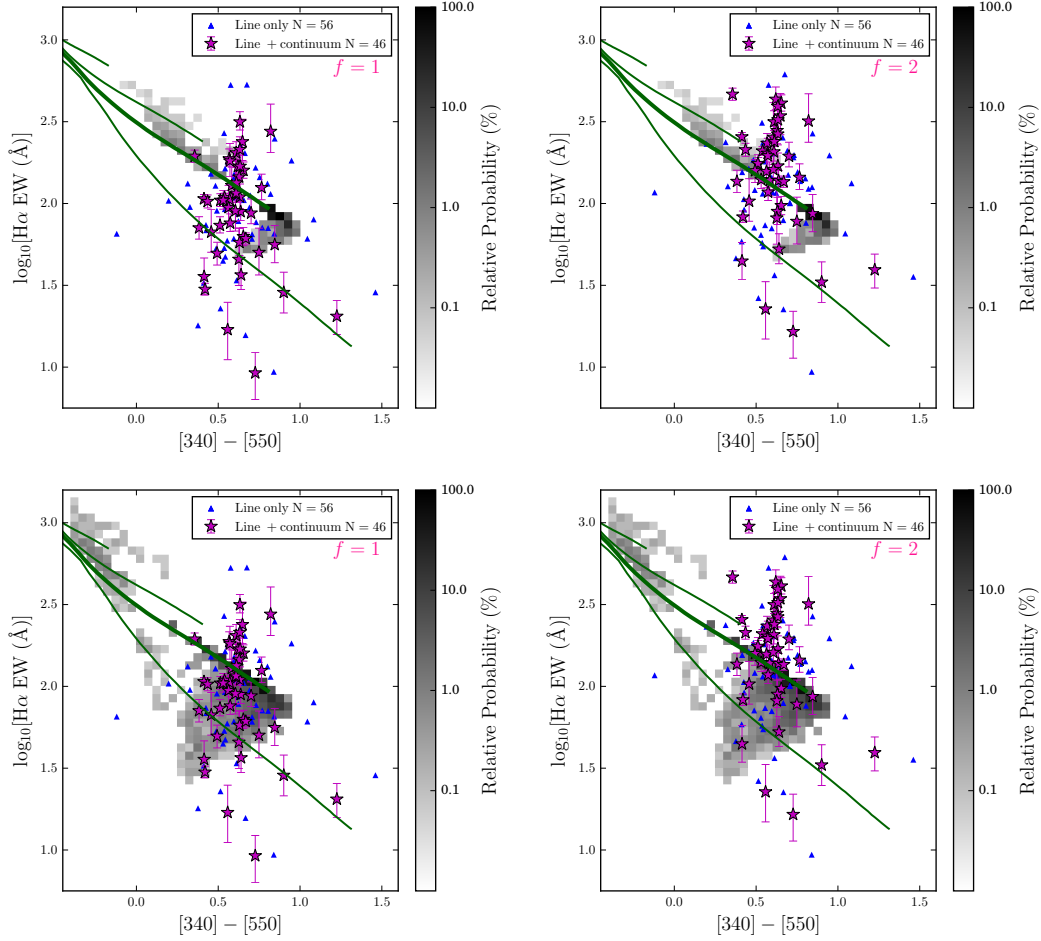 Line only N = 56
Line + continuum N = 46
f = 1
3.0
2.5
2.0
1.5
1.0
log10[Hα EW (Å)]
0.0 0.5 1.0 1.5
[340] − [550]
100.0
10.0
1.0
0.1
Relative Probability (%)
Line only N = 56
Line + continuum N = 46
f = 2
3.0
2.5
2.0
1.5
1.0
log10[Hα EW (Å)]
0.0 0.5 1.0 1.5
[340] − [550]
100.0
10.0
1.0
0.1
Relative Probability (%)
Line only N = 56
Line + continuum N = 46
f = 1
3.0
2.5
2.0
1.5
1.0
log10[Hα EW (Å)]
0.0 0.5 1.0 1.5
[340] − [550]
100.0
10.0
1.0
0.1
Relative Probability (%)
Line only N = 56
Line + continuum N = 46
f = 2
3.0
2.5
2.0
1.5
1.0
log10[Hα EW (Å)]
0.0 0.5 1.0 1.5
[340] − [550]
100.0
10.0
1.0
0.1
Relative Probability (%)